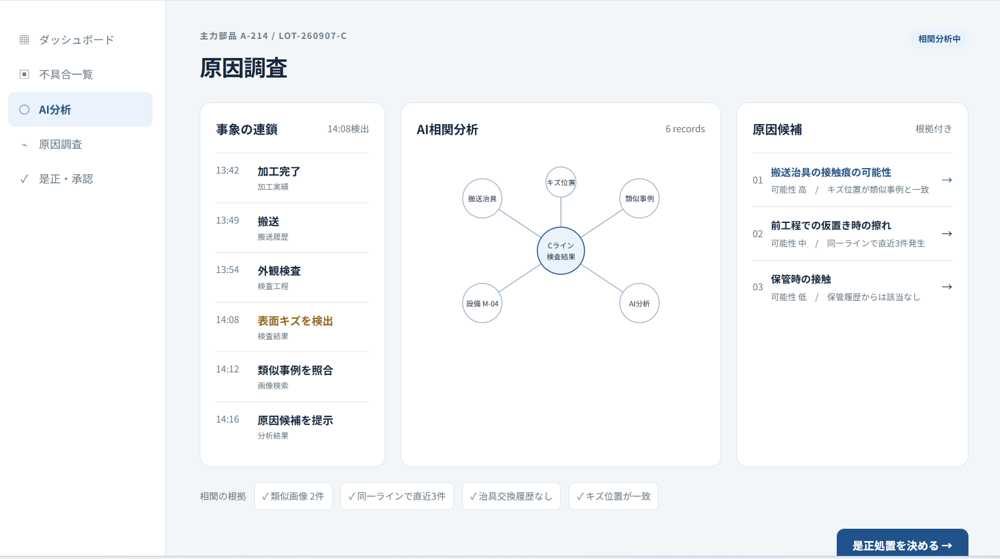 ダッシュボード
不具合一覧
AI分析
原因調査
是正・承認
主力部品 A-214 / LOT-260907-C
原因調査
相関分析中
事象の連鎖
14:08検出
13:42
加工完了
加工実績
13:49
搬送
搬送履歴
13:54
外観検査
検査工程
14:08
表面キズを検出
検査結果
14:12
類似事例を照合
画像検索
14:16
原因候補を提示
分析結果
AI相関分析
6 records
キズ位置
搬送治具
類似事例
Cライン
検査結果
設備 M-04
AI分析
原因候補
根拠付き
01
搬送治具の接触痕の可能性
可能性 高 / キズ位置が類似事例と一致
→
02
前工程での仮置き時の擦れ
可能性 中 / 同一ラインで直近3件発生
→
03
保管時の接触
可能性 低 / 保管履歴からは該当なし
→
相関の根拠
✓ 類似画像 2件
✓ 同一ラインで直近3件
✓ 治具交換履歴なし
✓ キズ位置が一致
是正処置を決める →